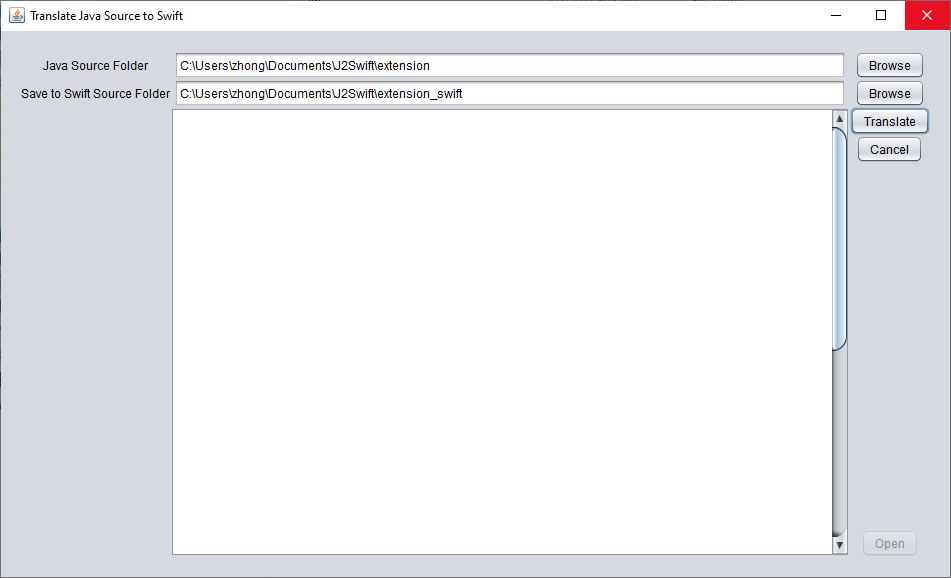 Translate Java Source to Swift
Java Source Folder C:\Users\zhong\Documents\J2Swift\extension Browse
Save to Swift Source Folder C:\Users\zhong\Documents\J2Swift\extension_swift Browse
Translate
Cancel
Open